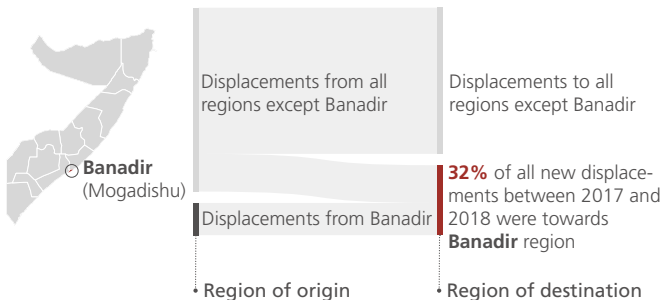 Displacements from all
regions except Banadir
Displacements to all
regions except Banadir
Banadir
(Mogadishu)
32% of all new displace-
ments between 2017 and
2018 were towards
Banadir region
Displacements from Banadir
Region of origin
Region of destination